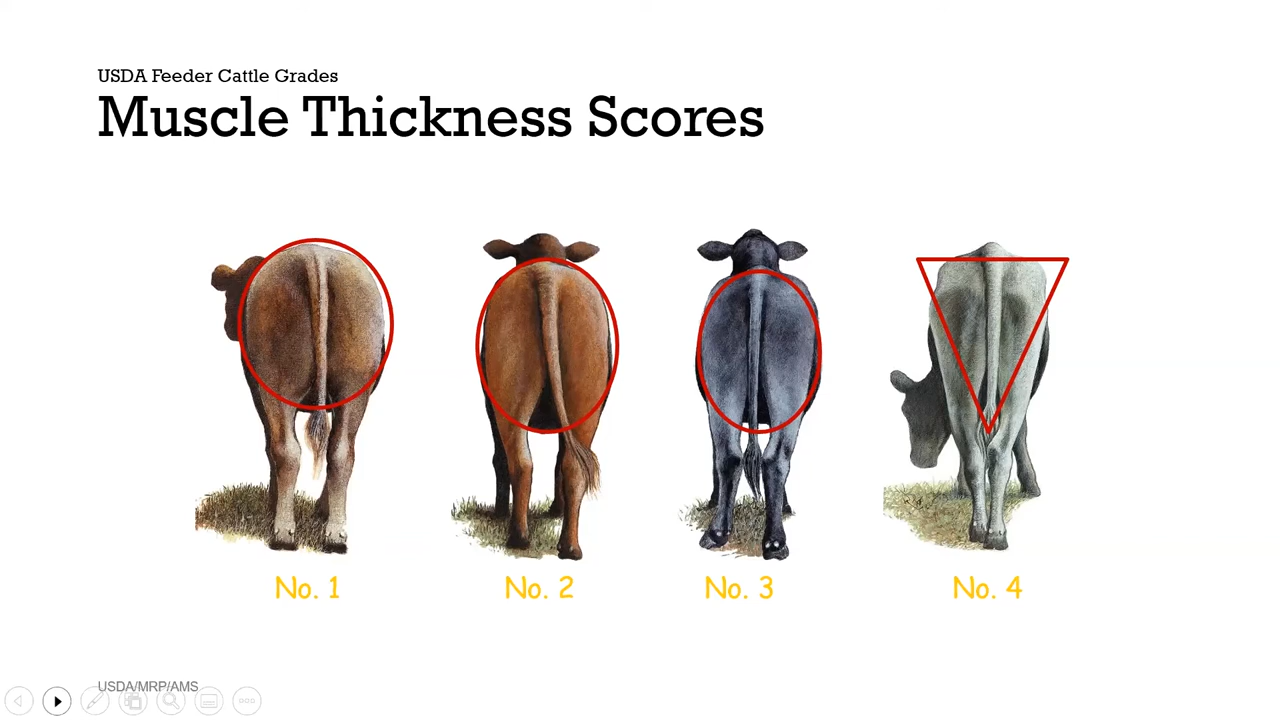 USDA Feeder Cattle Grades
Muscle Thickness Scores
No. 1
No. 2
No. 3
No. 4
USDA/MRP/AMS